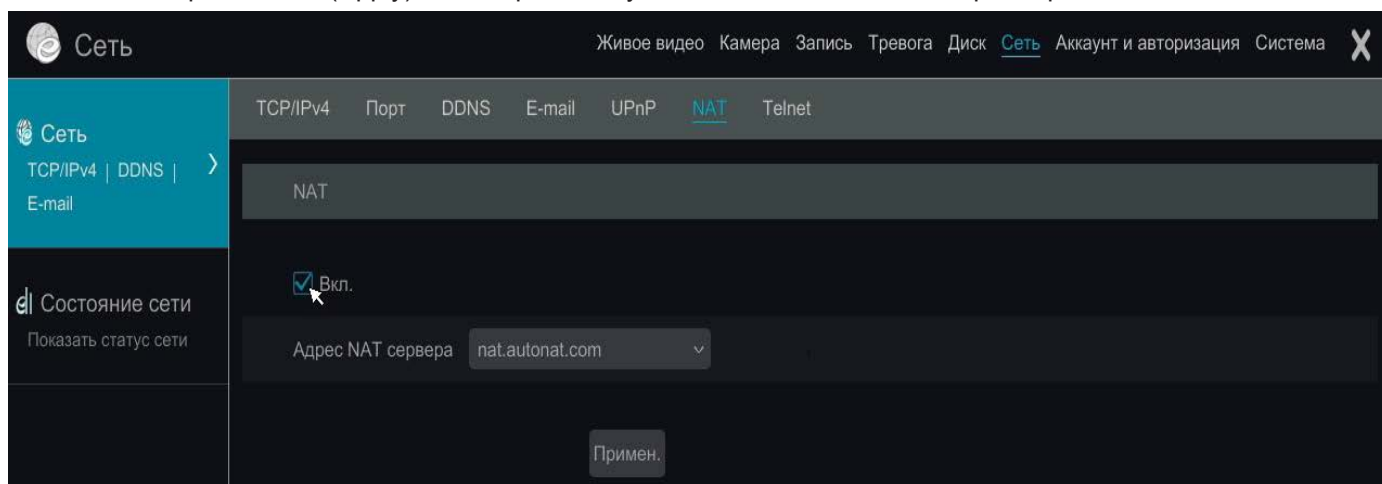 Сеть
Живое видео Камера Запись Тревога Диск Сеть Аккаунт и авторизация Система X
TCP/IPv4 Порт DDNS E-mail UPnP NAT Telnet
Сеть
TCP/IPv4 | DDNS |
E-mail
NAT
Вкл.
Состояние сети
Показать статус сети
Адрес NAT сервера nat.autonat.com
Примен.